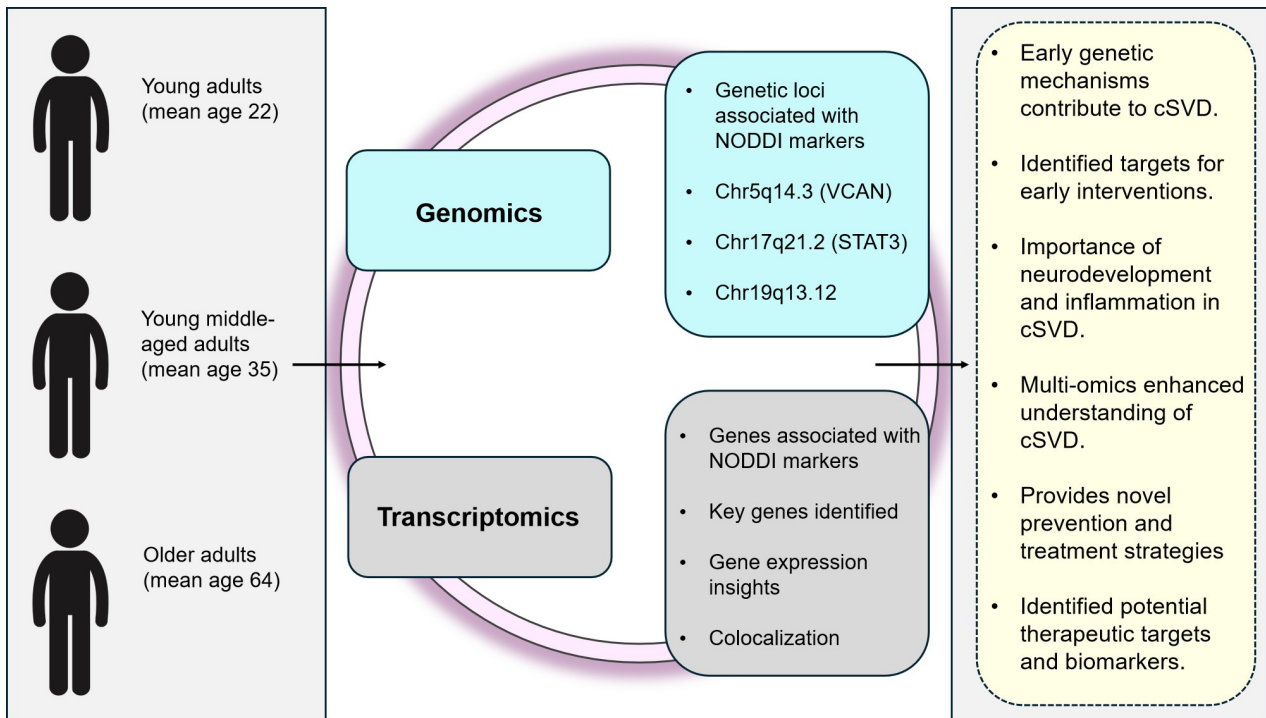 Young adults
(mean age 22)
Young middle-
aged adults
(mean age 35)
Older adults
(mean age 64)
Genomics
• Genetic loci
associated with
NODDI markers
• Chr5q14.3 (VCAN)
• Chr17q21.2 (STAT3)
• Chr19q13.12
Transcriptomics
• Genes associated with
NODDI markers
• Key genes identified
• Gene expression
insights
• Colocalization
• Early genetic
mechanisms
contribute to cSVD.
• Identified targets for
early interventions.
• Importance of
neurodevelopment
and inflammation in
cSVD.
• Multi-omics enhanced
understanding of
cSVD.
• Provides novel
prevention and
treatment strategies
• Identified potential
therapeutic targets
and biomarkers.